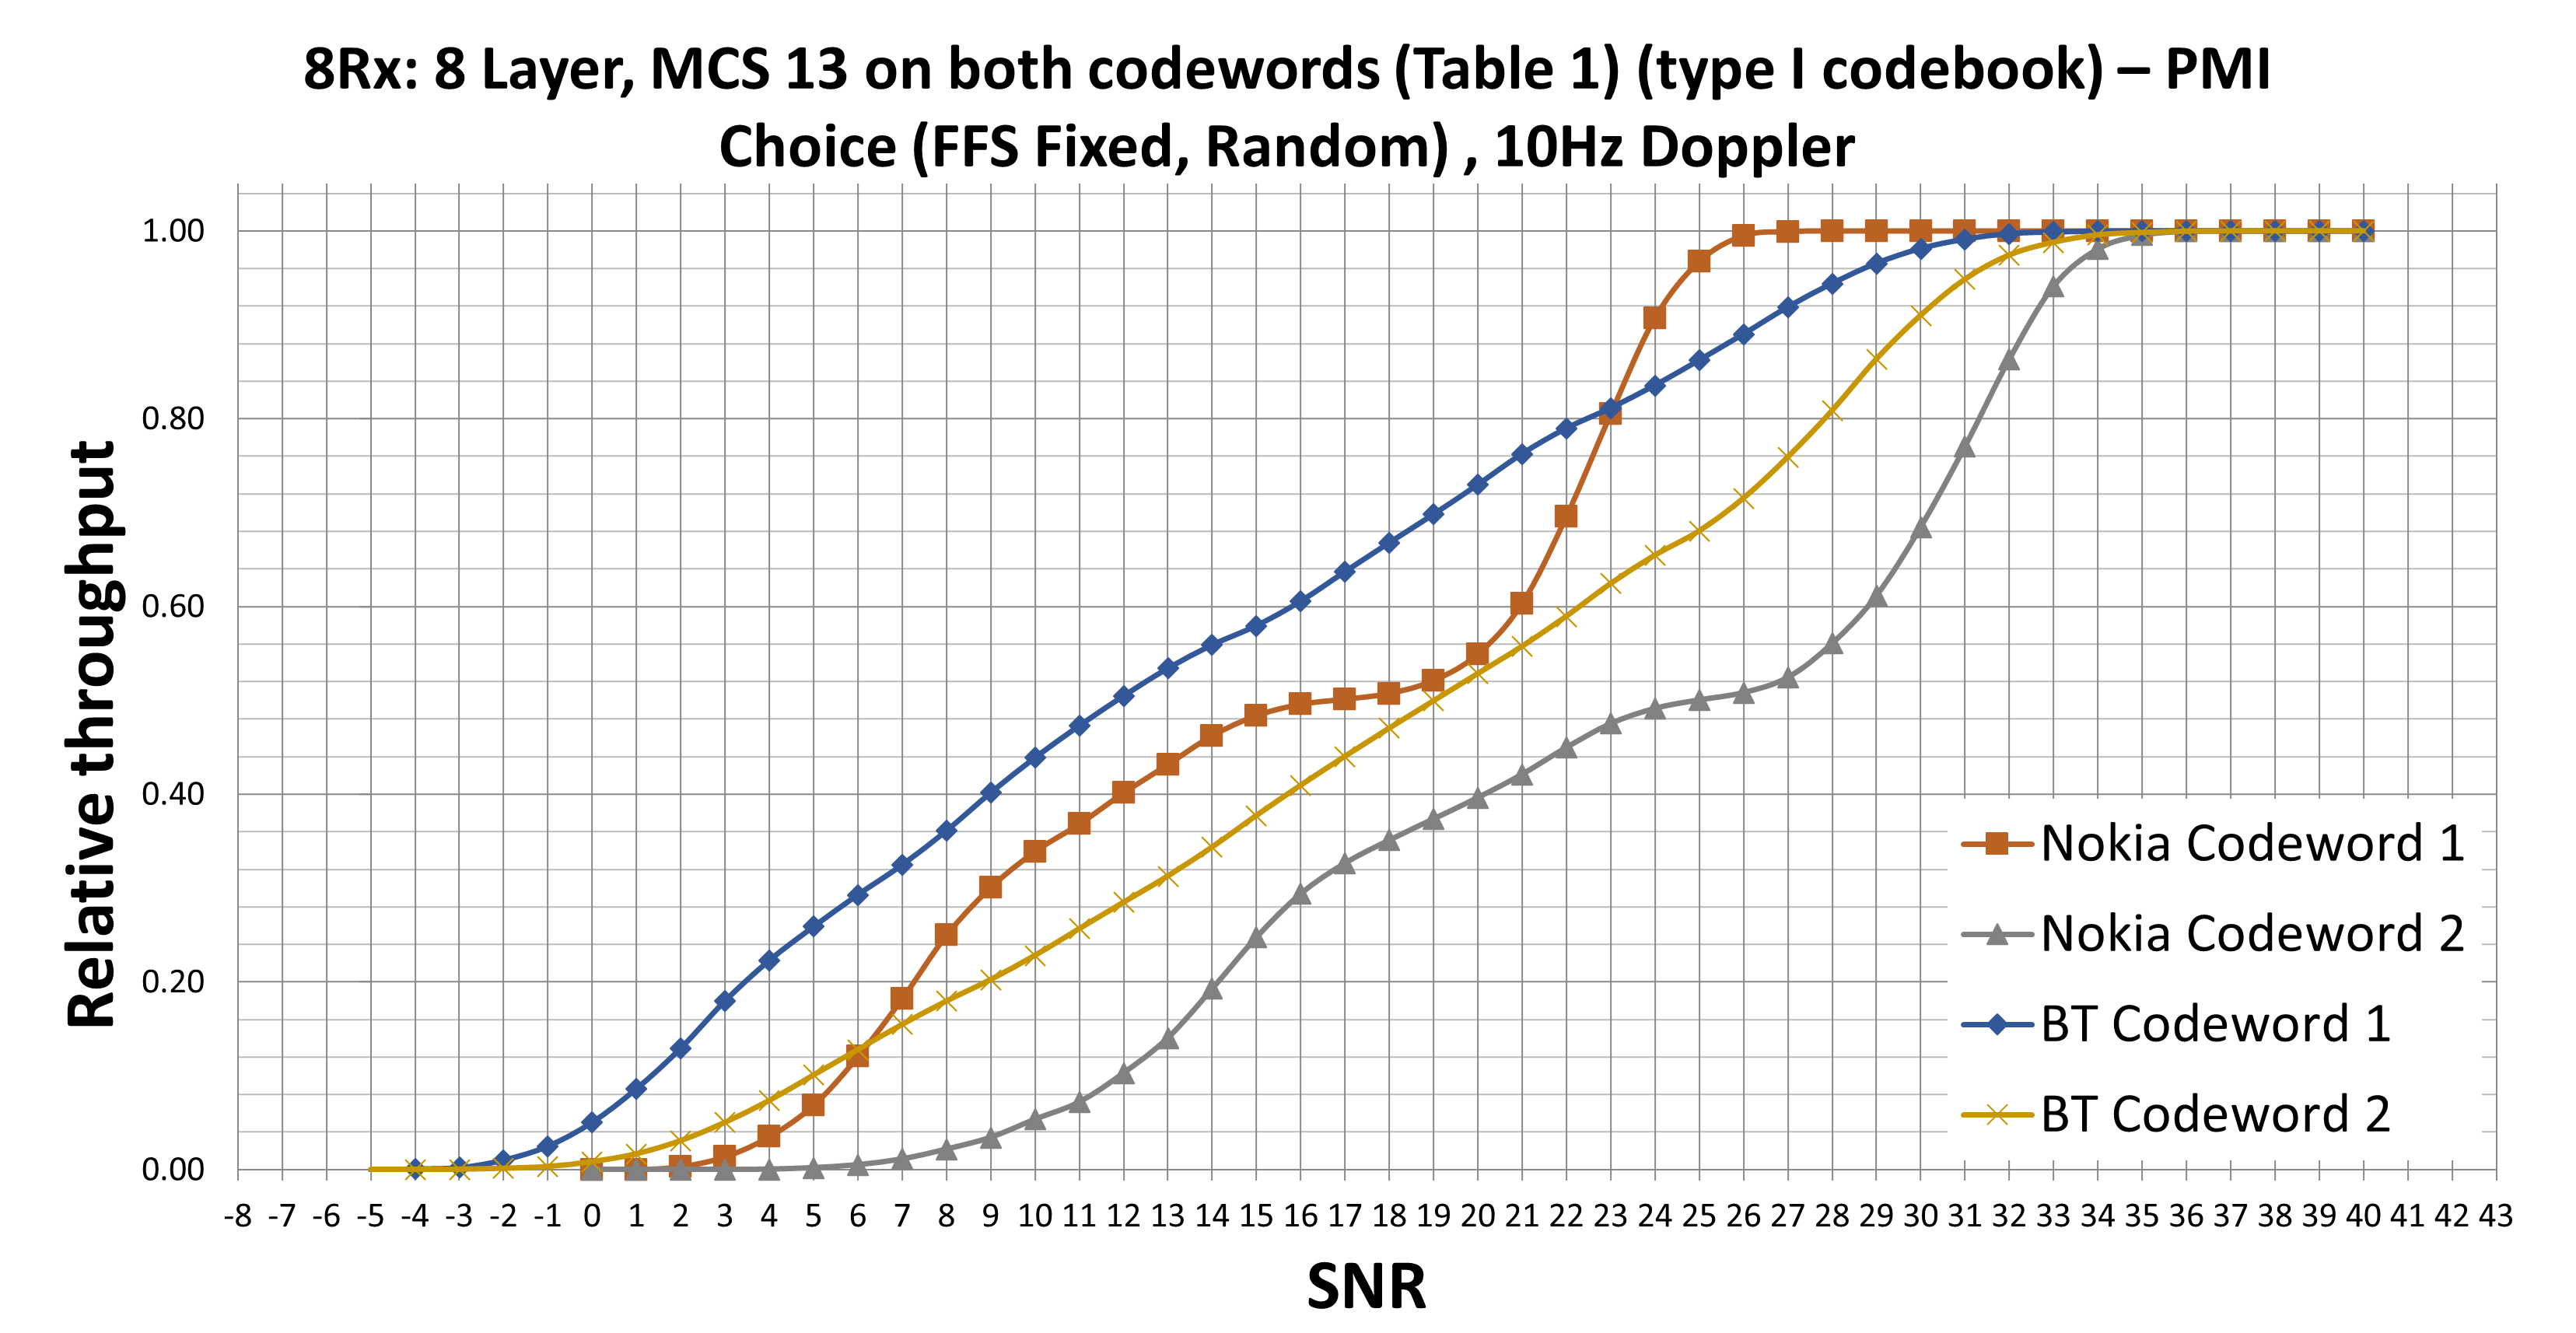 8Rx: 8 Layer, MCS 13 on both codewords (Table 1) (type I codebook) – PMI
Choice (FFS Fixed, Random) , 10Hz Doppler
Relative throughput
1.00
0.80
0.60
0.40
0.20
0.00
Nokia Codeword 1
Nokia Codeword 2
BT Codeword 1
BT Codeword 2
-8 -7 -6 -5 -4 -3 -2 -1 0 1 2 3 4 5 6 7 8 9 10 11 12 13 14 15 16 17 18 19 20 21 22 23 24 25 26 27 28 29 30 31 32 33 34 35 36 37 38 39 40 41 42 43
SNR